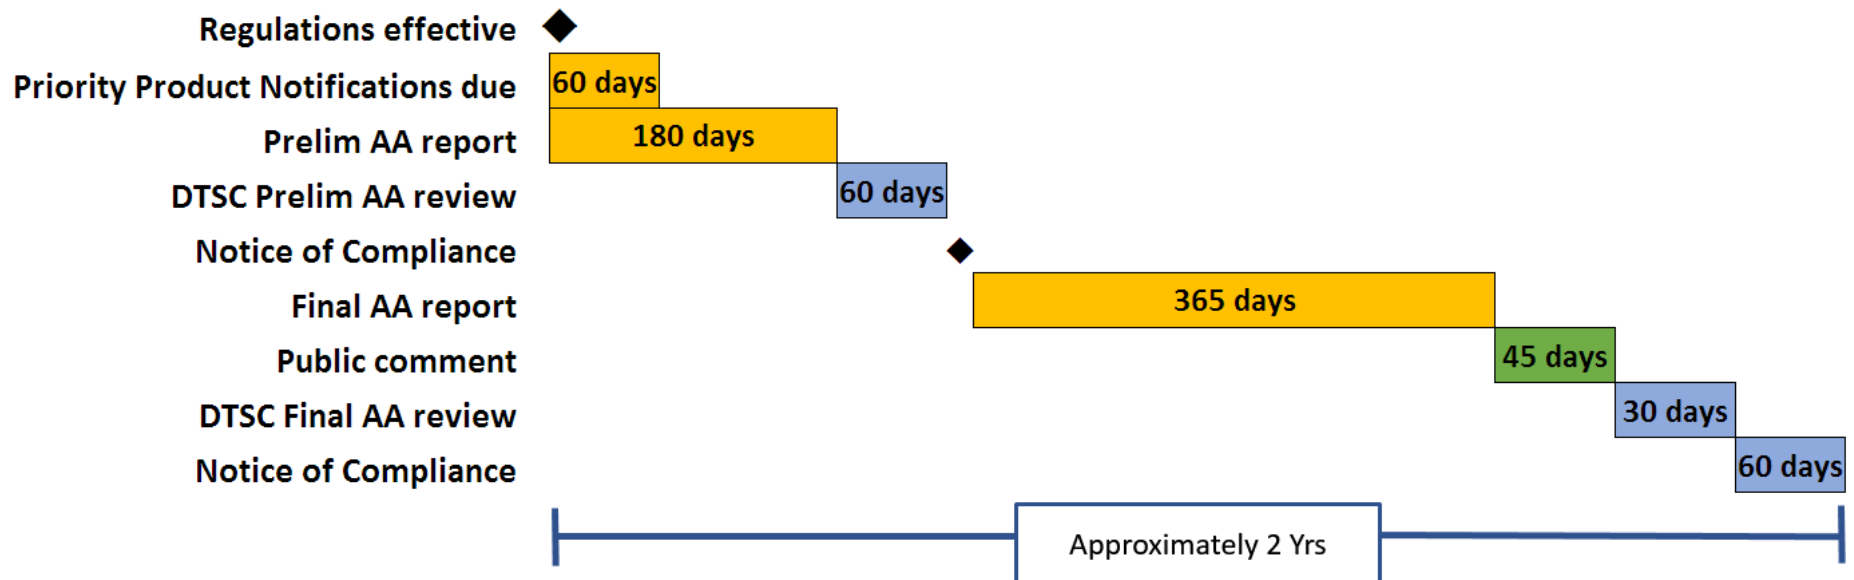 Regulations effective
Priority Product Notifications due 60 days
Prelim AA report 180 days
DTSC Prelim AA review 60 days
Notice of Compliance
Final AA report 365 days
Public comment 45 days
DTSC Final AA review 30 days
Notice of Compliance 60 days
Approximately 2 Yrs